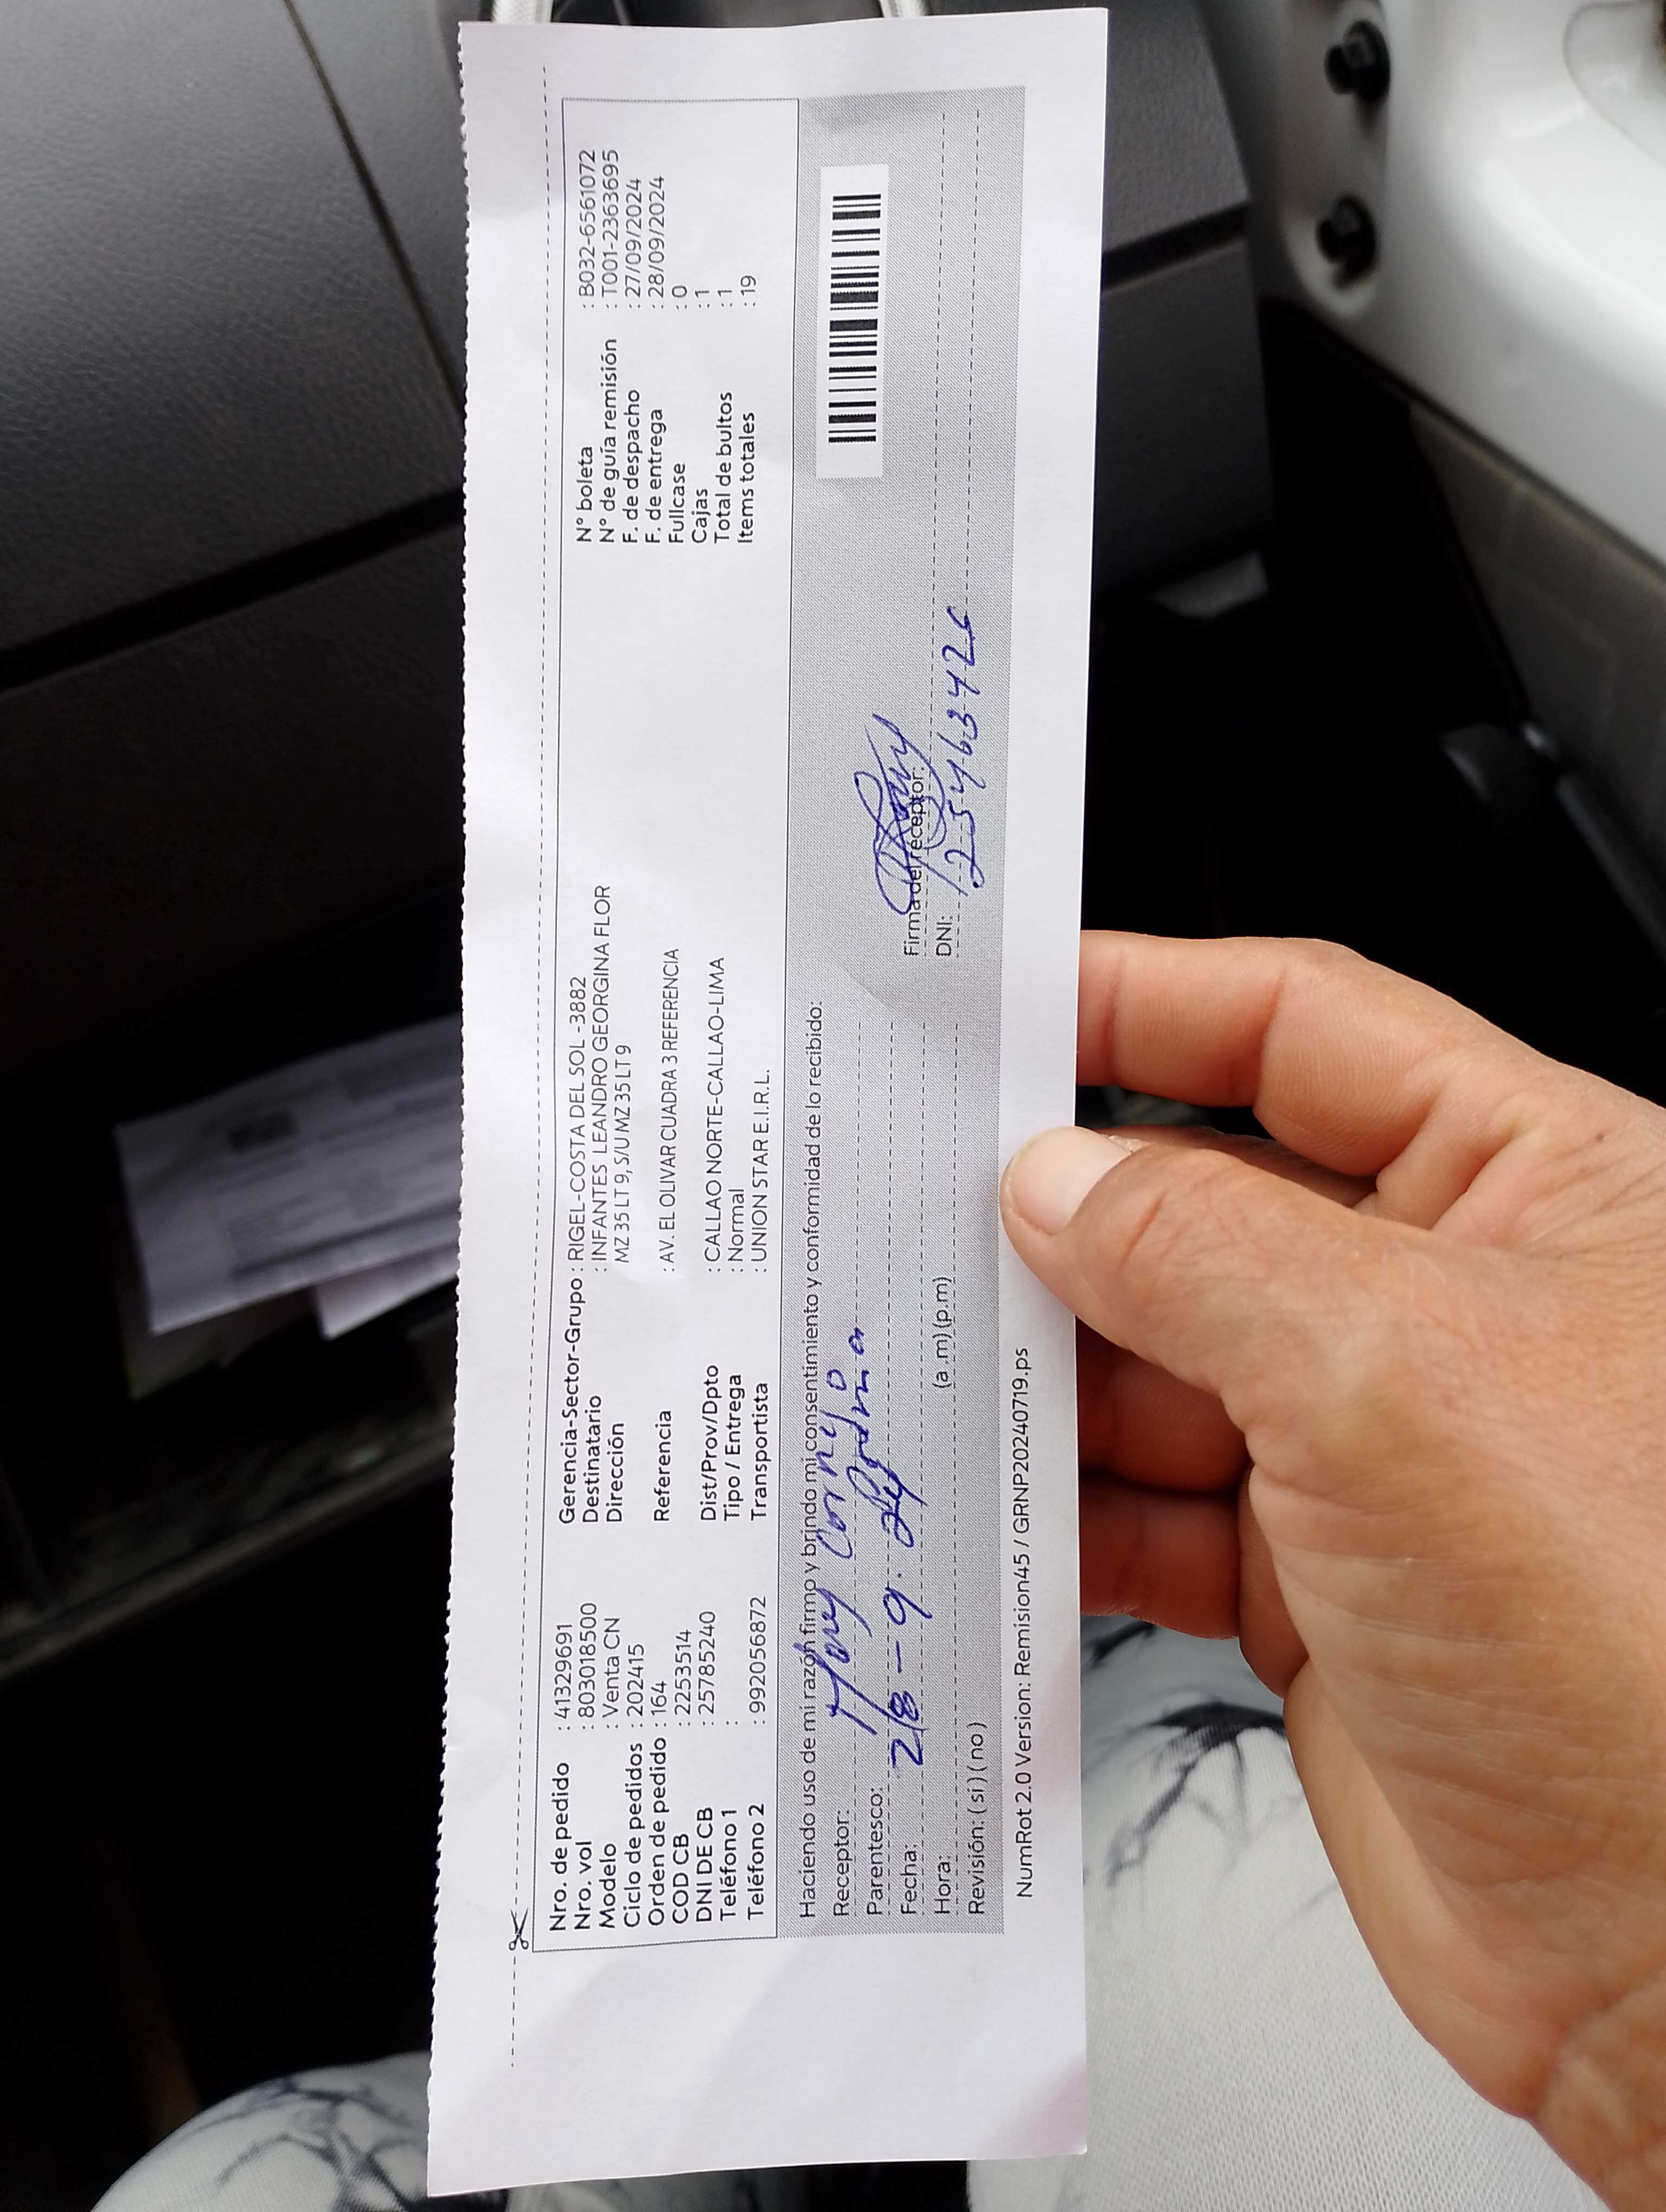 Nro. de pedido : 41329691
Nro. vol : 803018500
Modelo : Venta CN
Ciclo de pedidos : 202415
Orden de pedido : 164
COD CB : 2253514
DNI DE CB : 25785240
Teléfono 1 :
Teléfono 2 : 992056872
Gerencia-Sector-Grupo : RIGEL-COSTA DEL SOL -3882
Destinatario : INFANTES LEANDRO GEORGINA FLOR
Dirección MZ 35 LT 9, S/U MZ 35 LT 9
Referencia : AV. EL OLIVAR CUADRA 3 REFERENCIA
Dist/Prov/Dpto : CALLAO NORTE-CALLAO-LIMA
Tipo / Entrega : Normal
Transportista : UNION STAR E.I.R.L.
N° boleta : B032-6561072
N° de guía remisión : T001-2363695
F. de despacho : 27/09/2024
F. de entrega : 28/09/2024
Fullcase : 0
Cajas : 1
Total de bultos : 1
Items totales : 19
Haciendo uso de mi razón firmo y brindo mi consentimiento y conformidad de lo recibido:
Receptor:
Parentesco:
Fecha: 28-9.
Hora: (a.m) (p.m)
Revisión: ( sí ) ( no )
Firma del receptor:
DNI: 25463426
NumRot 2.0 Version: Remision45 / GRNP20240719.ps